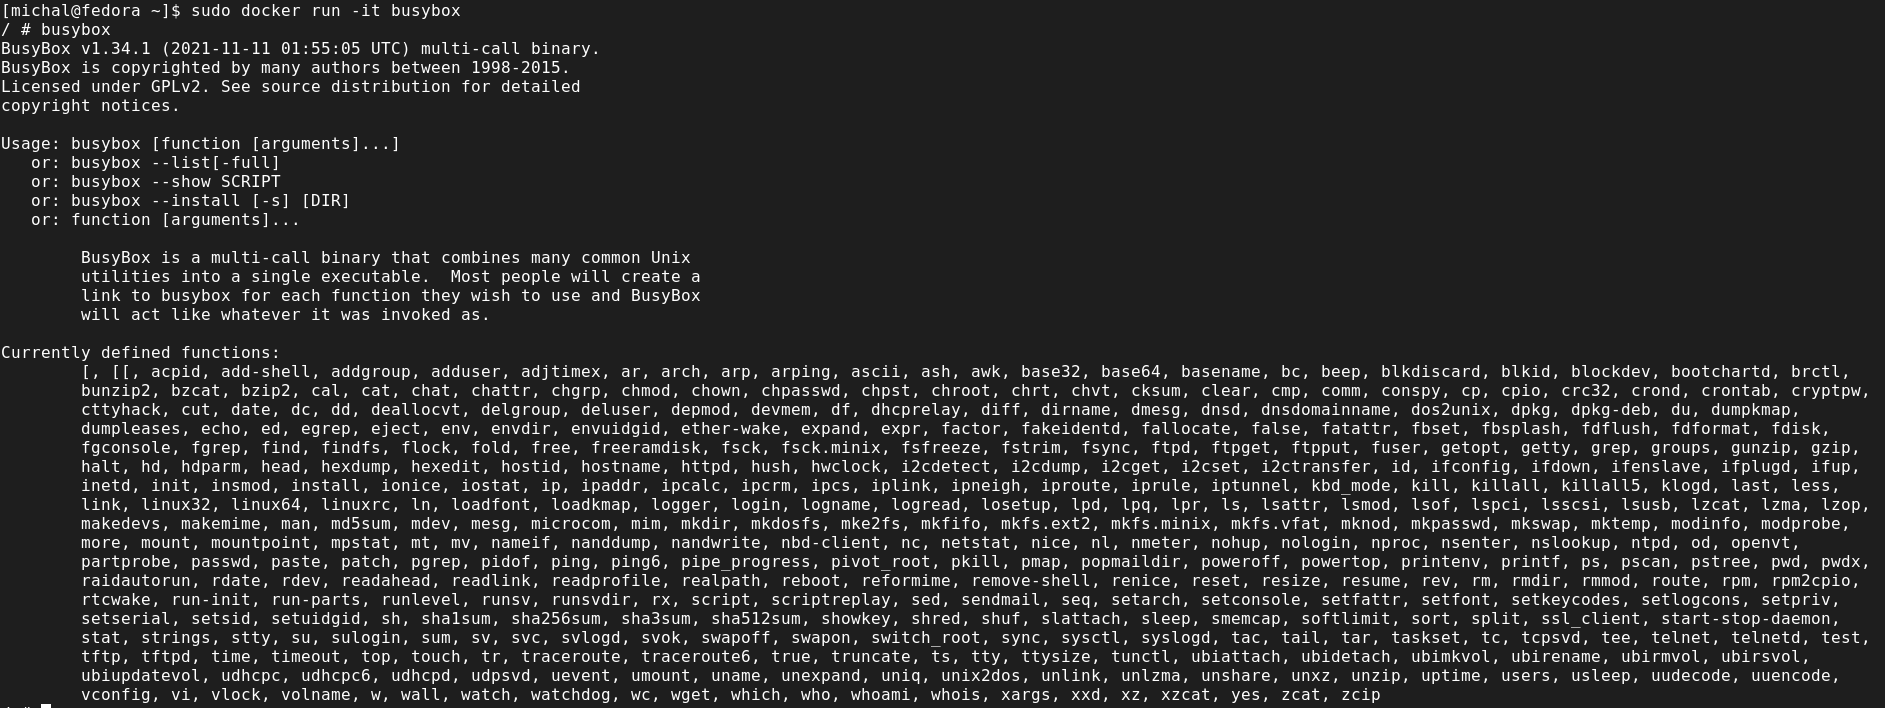 [michal@fedora ~]$ sudo docker run -it busybox
/ # busybox
BusyBox v1.34.1 (2021-11-11 01:55:05 UTC) multi-call binary.
BusyBox is copyrighted by many authors between 1998-2015.
Licensed under GPLv2. See source distribution for detailed
copyright notices.

Usage: busybox [function [arguments]...]
   or: busybox --list[-full]
   or: busybox --show SCRIPT
   or: busybox --install [-s] [DIR]
   or: function [arguments]...

        BusyBox is a multi-call binary that combines many common Unix
        utilities into a single executable.  Most people will create a
        link to busybox for each function they wish to use and BusyBox
        will act like whatever it was invoked as.

Currently defined functions:
        [, [[, acpid, add-shell, addgroup, adduser, adjtimex, ar, arch, arp, arping, ascii, ash, awk, base32, base64, basename, bc, beep, blkdiscard, blkid, blockdev, bootchartd, brctl,
        bunzip2, bzcat, bzip2, cal, cat, chat, chattr, chgrp, chmod, chown, chpasswd, chpst, chroot, chrt, chvt, cksum, clear, cmp, comm, conspy, cp, cpio, crc32, crond, crontab, cryptpw,
        cttyhack, cut, date, dc, dd, deallocvt, delgroup, deluser, depmod, devmem, df, dhcprelay, diff, dirname, dmesg, dnsd, dnsdomainname, dos2unix, dpkg, dpkg-deb, du, dumpkmap,
        dumpleases, echo, ed, egrep, eject, env, envdir, envuidgid, ether-wake, expand, expr, factor, fakeidentd, fallocate, false, fatattr, fbset, fbsplash, fdflush, fdformat, fdisk,
        fgconsole, fgrep, find, findfs, flock, fold, free, freeramdisk, fsck, fsck.minix, fsfreeze, fstrim, fsync, ftpd, ftpget, ftpput, fuser, getopt, getty, grep, groups, gunzip, gzip,
        halt, hd, hdparm, head, hexdump, hexedit, hostid, hostname, httpd, hush, hwclock, i2cdetect, i2cdump, i2cget, i2cset, i2ctransfer, id, ifconfig, ifdown, ifenslave, ifplugd, ifup,
        inetd, init, insmod, install, ionice, iostat, ip, ipaddr, ipcalc, ipcrm, ipcs, iplink, ipneigh, iproute, iprule, iptunnel, kbd_mode, kill, killall, killall5, klogd, last, less,
        link, linux32, linux64, linuxrc, ln, loadfont, loadkmap, logger, login, logname, logread, losetup, lpd, lpq, lpr, ls, lsattr, lsmod, lsof, lspci, lsscsi, lsusb, lzcat, lzma, lzop,
        makedevs, makemime, man, md5sum, mdev, mesg, microcom, mim, mkdir, mkdosfs, mke2fs, mkfifo, mkfs.ext2, mkfs.minix, mkfs.vfat, mknod, mkpasswd, mkswap, mktemp, modinfo, modprobe,
        more, mount, mountpoint, mpstat, mt, mv, nameif, nanddump, nandwrite, nbd-client, nc, netstat, nice, nl, nmeter, nohup, nologin, nproc, nsenter, nslookup, ntpd, od, openvt,
        partprobe, passwd, paste, patch, pgrep, pidof, ping, ping6, pipe_progress, pivot_root, pkill, pmap, popmaildir, poweroff, powertop, printenv, printf, ps, pscan, pstree, pwd, pwdx,
        raidautorun, rdate, rdev, readahead, readlink, readprofile, realpath, reboot, reformime, remove-shell, renice, reset, resize, resume, rev, rm, rmdir, rmmod, route, rpm, rpm2cpio,
        rtcwake, run-init, run-parts, runlevel, runsv, runsvdir, rx, script, scriptreplay, sed, sendmail, seq, setarch, setconsole, setfattr, setfont, setkeycodes, setlogcons, setpriv,
        setserial, setsid, setuidgid, sh, sha1sum, sha256sum, sha3sum, sha512sum, showkey, shred, shuf, slattach, sleep, smemcap, softlimit, sort, split, ssl_client, start-stop-daemon,
        stat, strings, stty, su, sulogin, sum, sv, svc, svlogd, svok, swapoff, swapon, switch_root, sync, sysctl, syslogd, tac, tail, tar, taskset, tc, tcpsvd, tee, telnet, telnetd, test,
        tftp, tftpd, time, timeout, top, touch, tr, traceroute, traceroute6, true, truncate, ts, tty, ttysize, tunctl, ubiattach, ubidetach, ubimkvol, ubirename, ubirmvol, ubirsvol,
        ubiupdatevol, udhcpc, udhcpc6, udhcpd, udpsvd, uevent, umount, uname, unexpand, uniq, unix2dos, unlink, unlzma, unshare, unxz, unzip, uptime, users, usleep, uudecode, uuencode,
        vconfig, vi, vlock, volname, w, wall, watch, watchdog, wc, wget, which, who, whoami, whois, xargs, xxd, xz, xzcat, yes, zcat, zcip